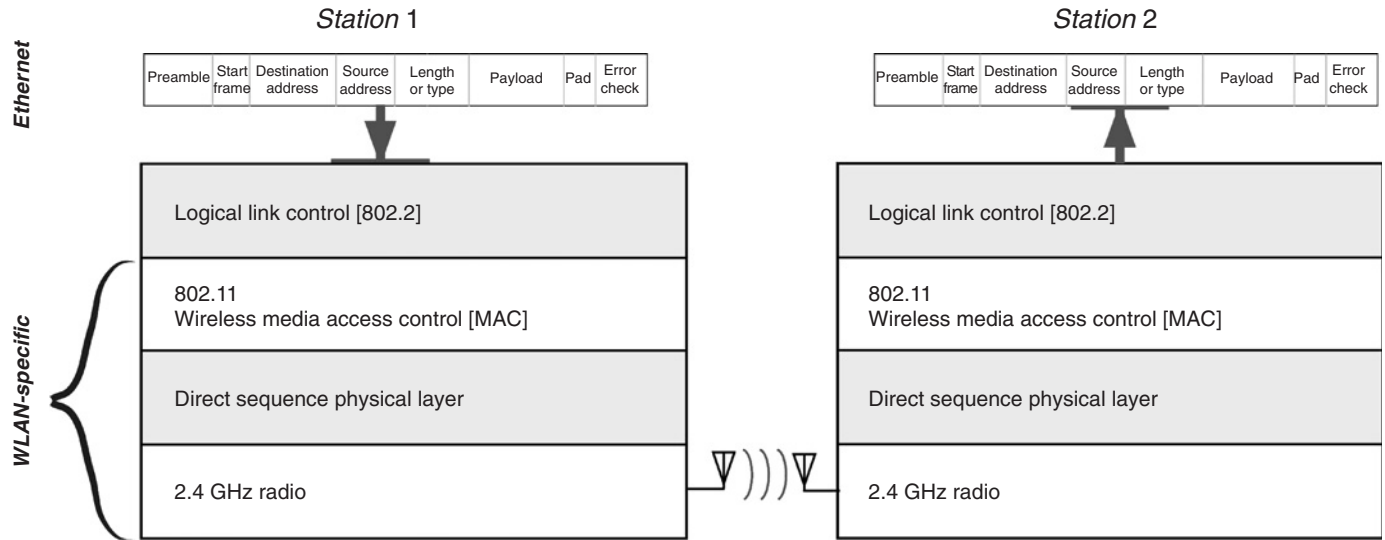 Station 1
Station 2
Ethernet
Preamble
Start
frame
Destination
address
Source
address
Length
or type
Payload
Pad
Error
check
Preamble
Start
frame
Destination
address
Source
address
Length
or type
Payload
Pad
Error
check
WLAN-specific
Logical link control [802.2]
802.11
Wireless media access control [MAC]
Direct sequence physical layer
2.4 GHz radio
Logical link control [802.2]
802.11
Wireless media access control [MAC]
Direct sequence physical layer
2.4 GHz radio